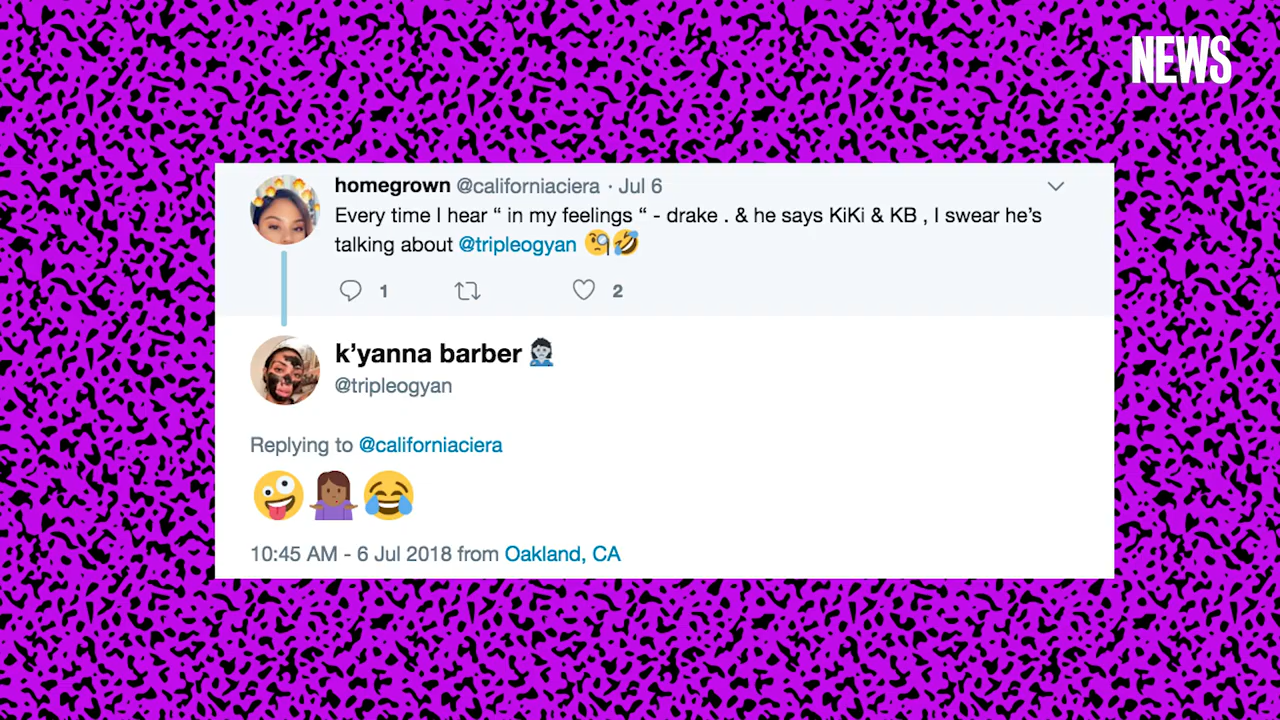 NEWS
homegrown @californiaciera · Jul 6
Every time I hear “ in my feelings “ - drake . & he says KiKi & KB , I swear he’s
talking about @tripleogyan 🧐🤣
1 2
k’yanna barber 🧛🏻‍♀️
@tripleogyan
Replying to @californiaciera
🤪🤷🏾‍♀️😂
10:45 AM - 6 Jul 2018 from Oakland, CA